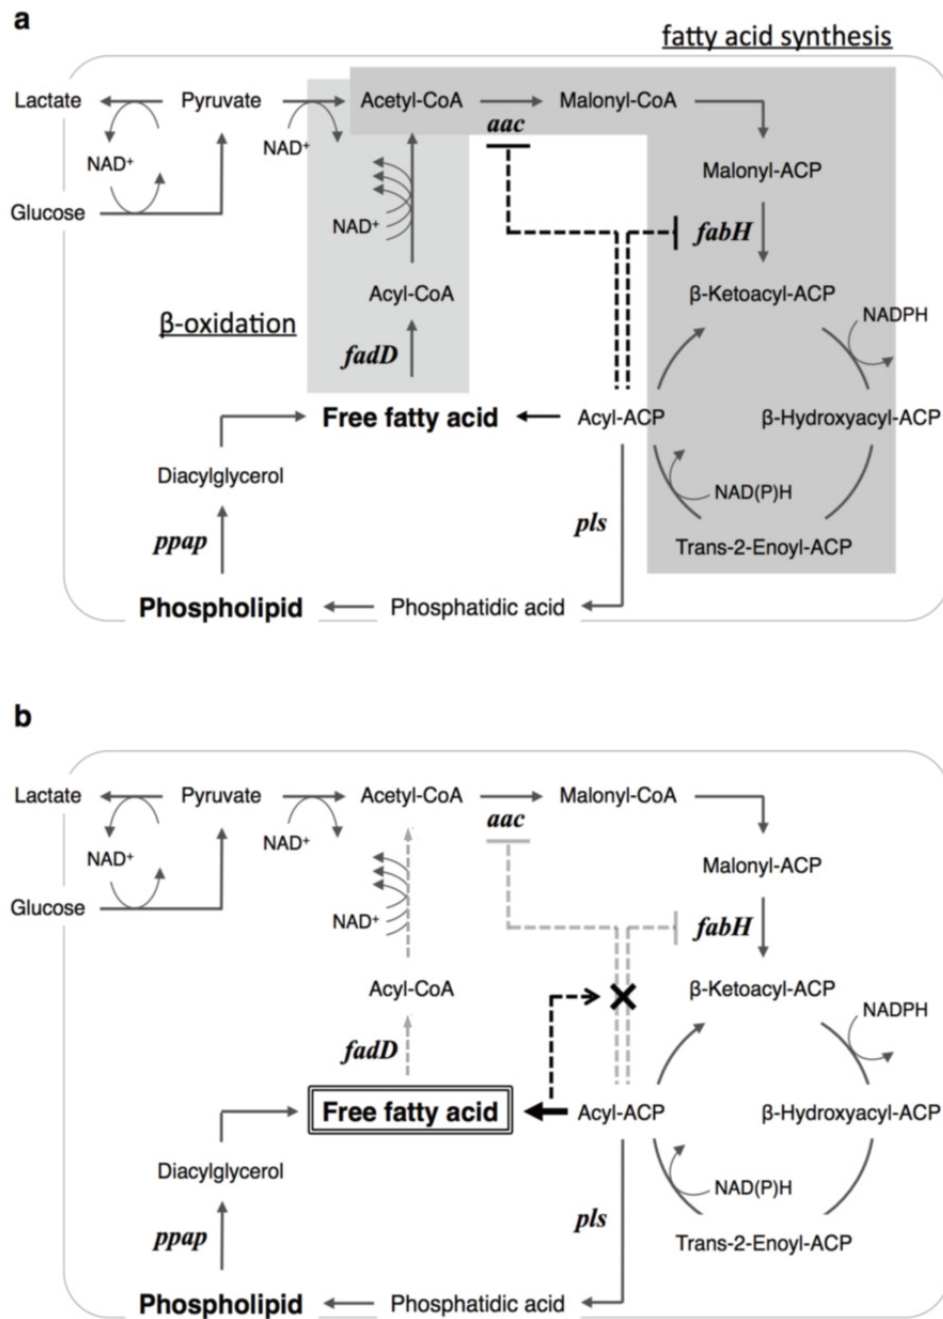 a
fatty acid synthesis
Lactate
Pyruvate
Acetyl-CoA
Malonyl-CoA
aac
NAD⁺
NAD⁺
Malonyl-ACP
Glucose
NAD⁺
fabH
Acyl-CoA
β-Ketoacyl-ACP
β-oxidation
NADPH
fadD
Free fatty acid
Acyl-ACP
β-Hydroxyacyl-ACP
Diacylglycerol
NAD(P)H
ppap
pls
Trans-2-Enoyl-ACP
Phospholipid
Phosphatidic acid
b
Lactate
Pyruvate
Acetyl-CoA
Malonyl-CoA
aac
NAD⁺
NAD⁺
Malonyl-ACP
Glucose
NAD⁺
fabH
Acyl-CoA
β-Ketoacyl-ACP
NADPH
fadD
Free fatty acid
Acyl-ACP
β-Hydroxyacyl-ACP
Diacylglycerol
NAD(P)H
ppap
pls
Trans-2-Enoyl-ACP
Phospholipid
Phosphatidic acid